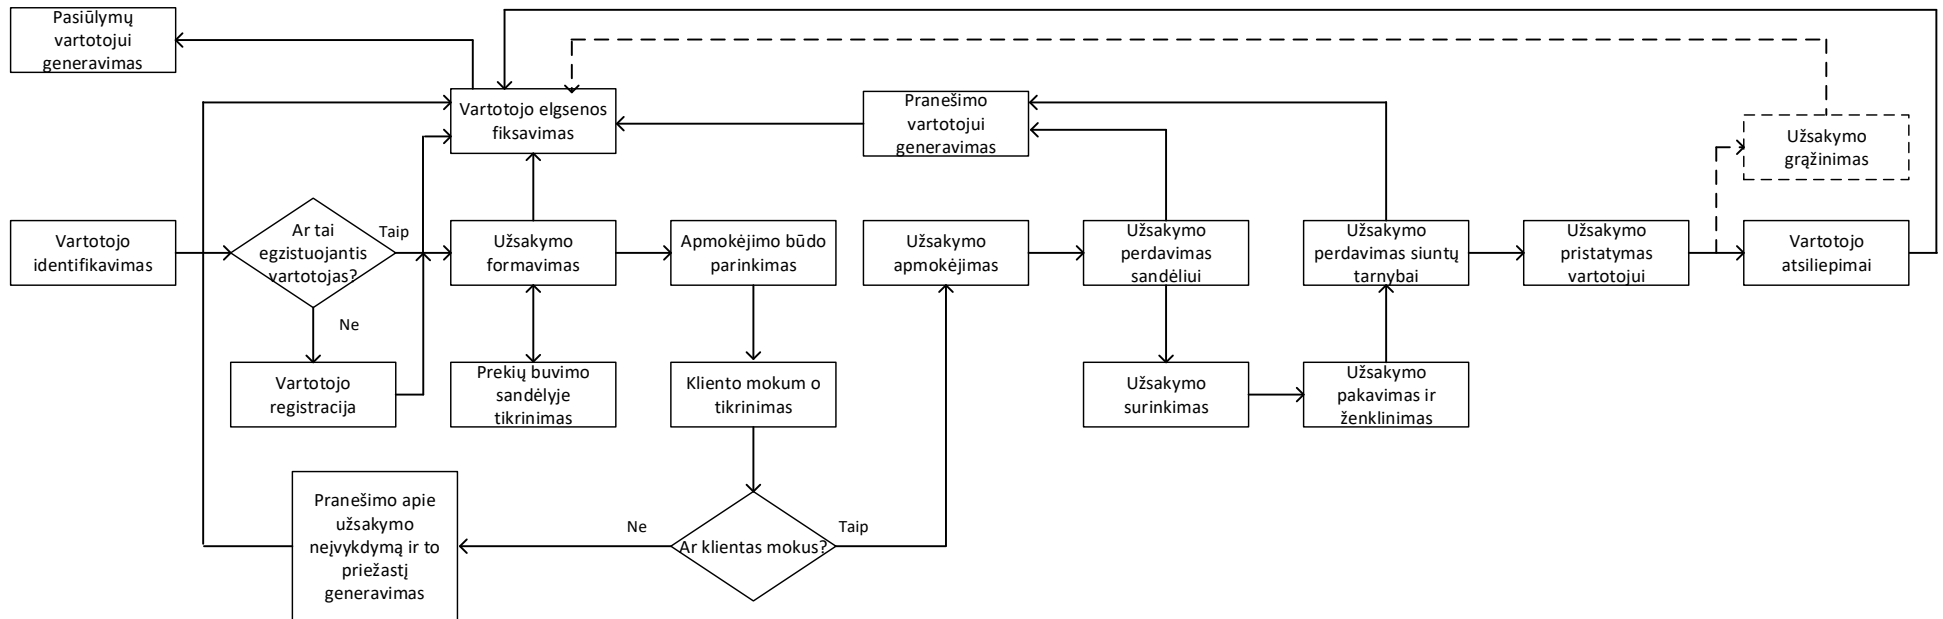 Pasiūlymų
vartotojui
generavimas
Vartotojo elgsenos
fiksavimas
Pranešimo
vartotojui
generavimas
Užsakymo
grąžinimas
Vartotojo
identifikavimas
Ar tai
egzistuojantis
vartotojas?
Taip
Užsakymo
formavimas
Apmokėjimo būdo
parinkimas
Užsakymo
apmokėjimas
Užsakymo
perdavimas
sandėliui
Užsakymo
perdavimas siuntų
tarnybai
Užsakymo
pristatymas
vartotojui
Vartotojo
atsiliepimai
Ne
Vartotojo
registracija
Prekių buvimo
sandėlyje
tikrinimas
Kliento mokum o
tikrinimas
Užsakymo
surinkimas
Užsakymo
pakavimas ir
ženklinimas
Pranešimo apie
užsakymo
neįvykdymą ir to
priežastį
generavimas
Ne
Ar klientas mokus?
Taip